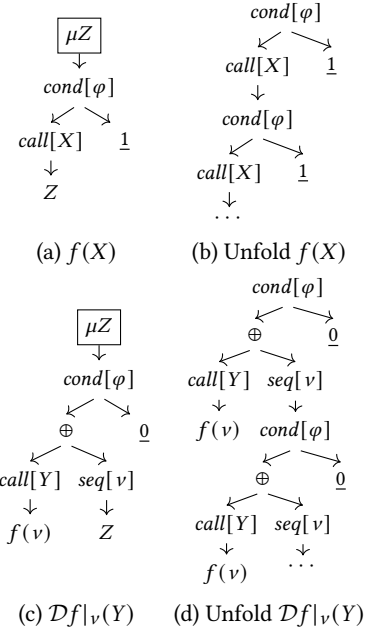 μZ
cond[φ]
call[X] 1
Z
(a) f(X)
cond[φ]
call[X] 1
cond[φ]
call[X] 1
...
(b) Unfold f(X)
μZ
cond[φ]
⊕ 0
call[Y] seq[ν]
f(ν) Z
(c) 𝒟f|ν(Y)
cond[φ]
⊕ 0
call[Y] seq[ν]
f(ν) cond[φ]
⊕ 0
call[Y] seq[ν]
f(ν) ...
(d) Unfold 𝒟f|ν(Y)